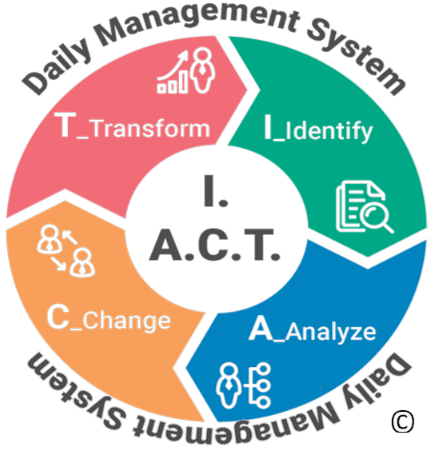 Daily Management System
T_Transform
I_Identify
I.
A.C.T.
C_Change
A_Analyze
Daily Management System
©